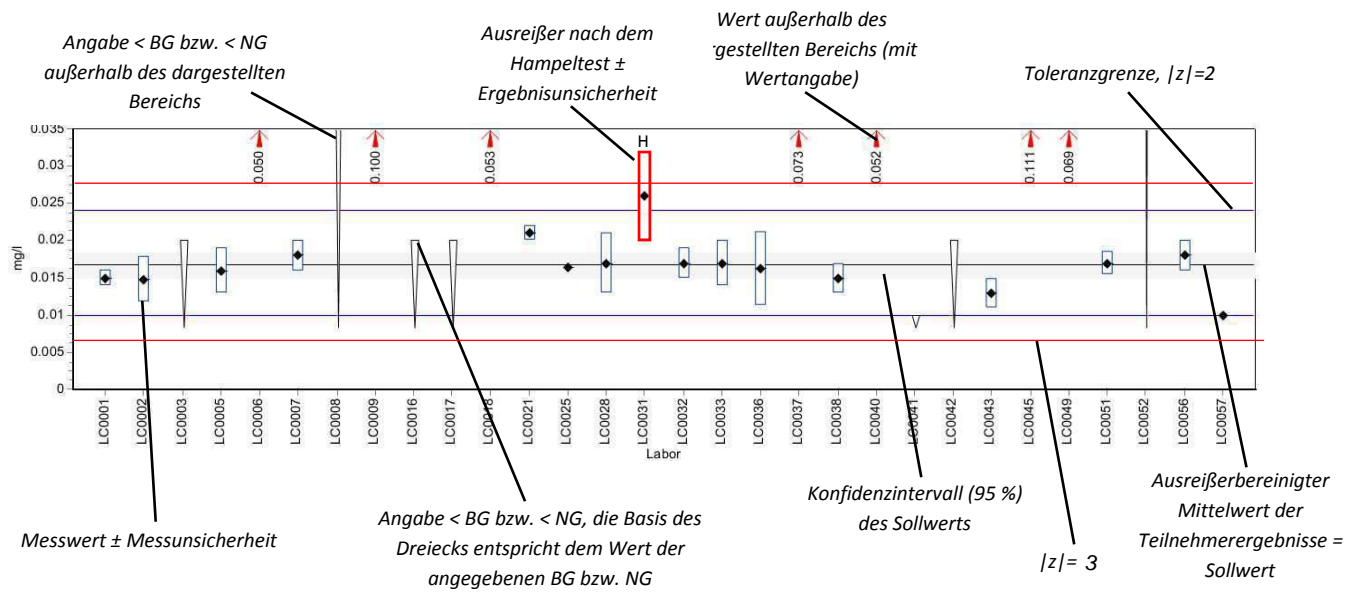 Angabe < BG bzw. < NG
außerhalb des dargestellten
Bereichs
Ausreißer nach dem
Hampeltest ±
Ergebnisunsicherheit
Wert außerhalb des
rgestellten Bereichs (mit
Wertangabe)
Toleranzgrenze, |z|=2
mg/l
0.035
0.03
0.025
0.02
0.015
0.01
0.005
0
0.050
0.100
0.053
H
0.073
0.052
0.111
0.069
LC0001
LC0002
LC0003
LC0005
LC0006
LC0007
LC0008
LC0009
LC0016
LC0017
LC0018
LC0021
LC0025
LC0028
LC0031
LC0032
LC0033
LC0036
LC0037
LC0038
LC0040
LC0041
LC0042
LC0043
LC0045
LC0049
LC0051
LC0052
LC0056
LC0057
Labor
Messwert ± Messunsicherheit
Angabe < BG bzw. < NG, die Basis des
Dreiecks entspricht dem Wert der
angegebenen BG bzw. NG
Konfidenzintervall (95 %)
des Sollwerts
|z|= 3
Ausreißerbereinigter
Mittelwert der
Teilnehmerergebnisse =
Sollwert